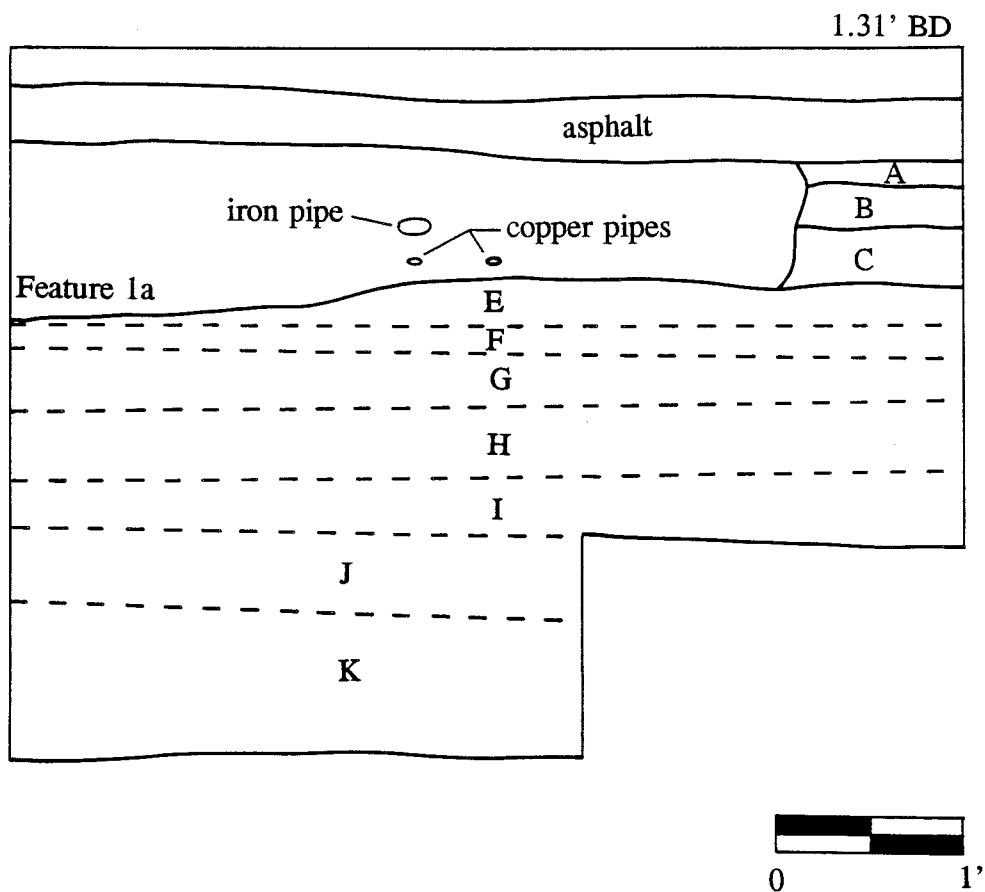 1.31' BD
asphalt
A
iron pipe
B
copper pipes
C
Feature 1a
E
F
G
H
I
J
K
0 1'